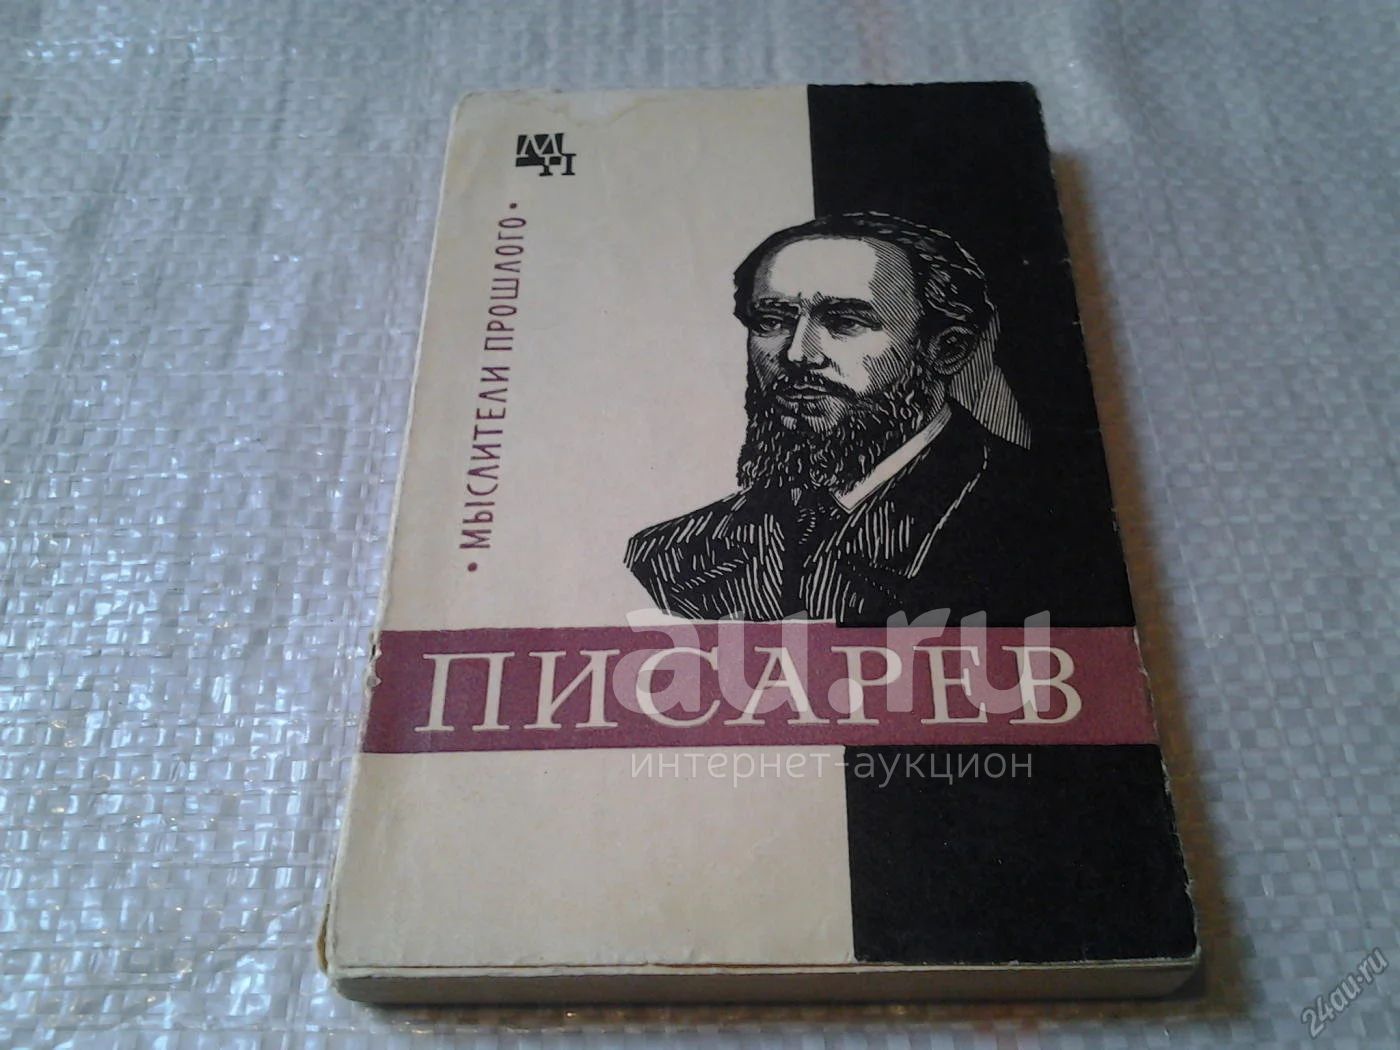 МП
• МЫСЛИТЕЛИ ПРОШЛОГО •
ПИСАРЕВ
au.ru
интернет-аукцион
24au.ru